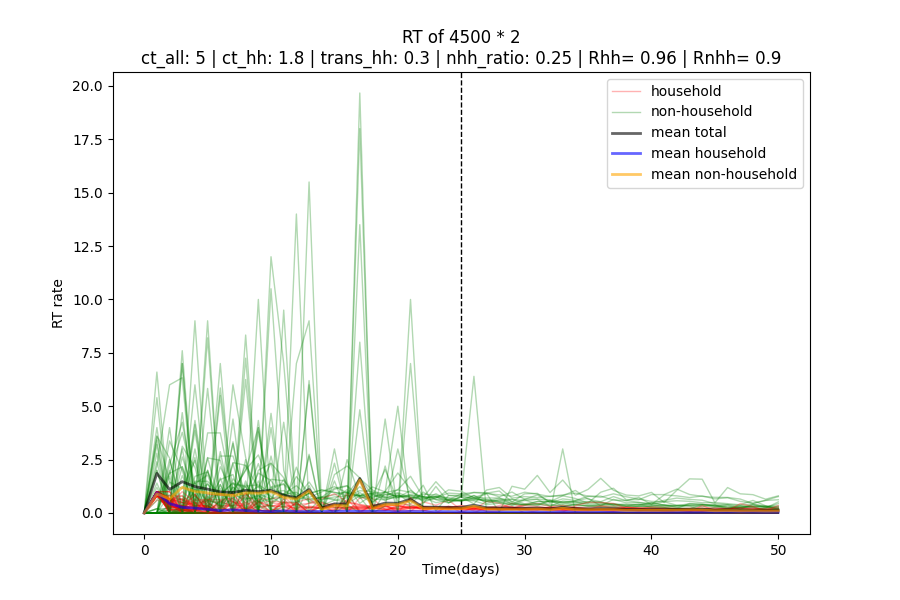 RT of 4500 * 2
ct_all: 5 | ct_hh: 1.8 | trans_hh: 0.3 | nhh_ratio: 0.25 | Rhh= 0.96 | Rnhh= 0.9
household
non-household
mean total
mean household
mean non-household
RT rate
20.0
17.5
15.0
12.5
10.0
7.5
5.0
2.5
0.0
0 10 20 30 40 50
Time(days)